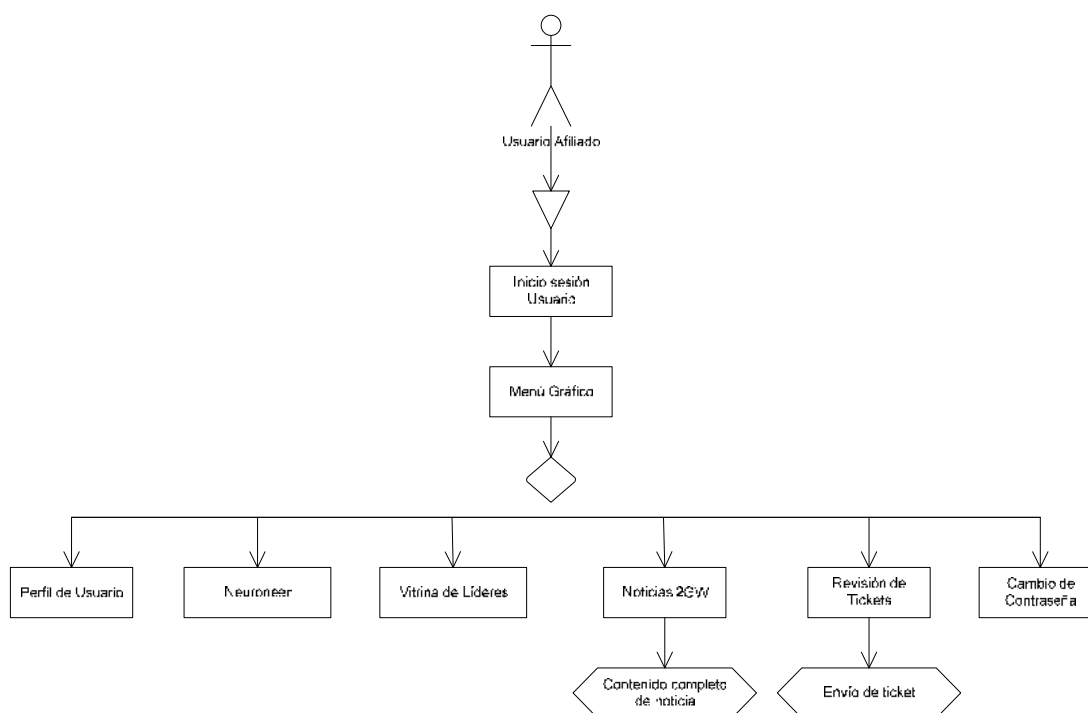 Usuario Afiliado
Inicio sesión
Usuario
Menú Gráfico
Perfil de Usuario
Neuroneer
Vitrina de Líderes
Noticias 2GW
Revisión de
Tickets
Cambio de
Contraseña
Contenido completo
de noticia
Envío de ticket